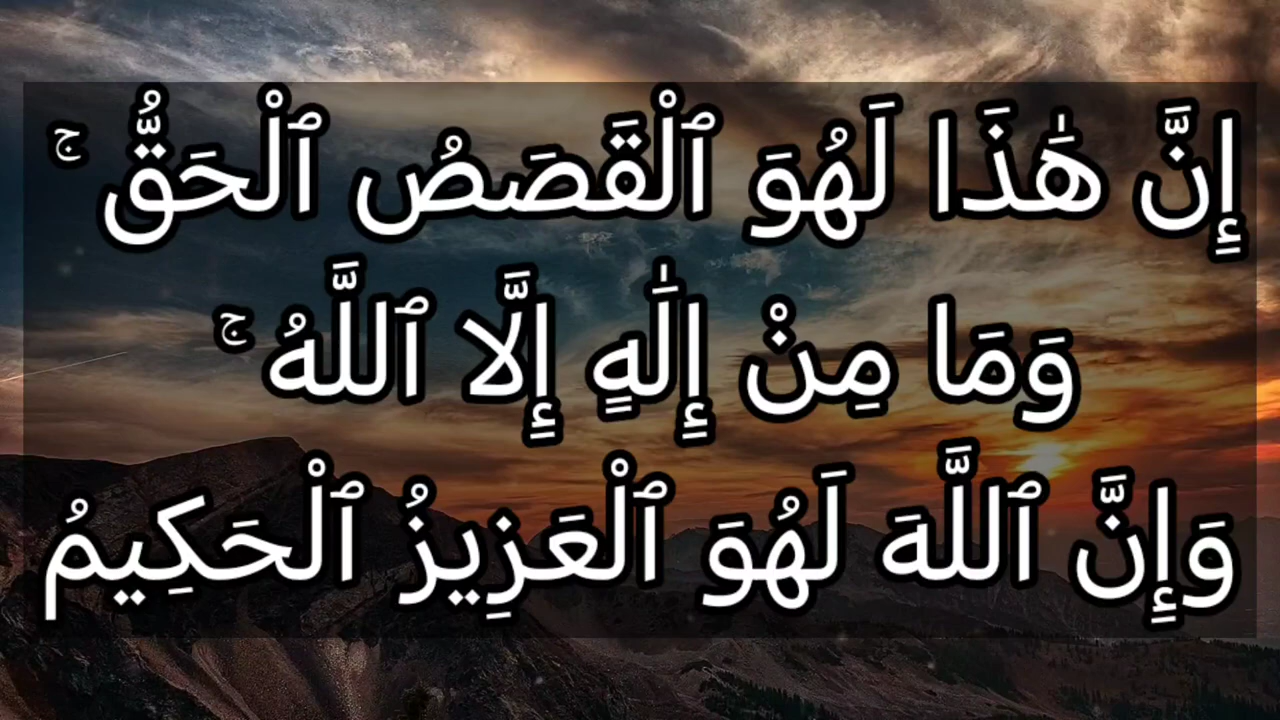 إِنَّ هَٰذَا لَهُوَ ٱلْقَصَصُ ٱلْحَقُّ ۚ
وَمَا مِنْ إِلَٰهٍ إِلَّا ٱللَّهُ ۚ
وَإِنَّ ٱللَّهَ لَهُوَ ٱلْعَزِيزُ ٱلْحَكِيمُ